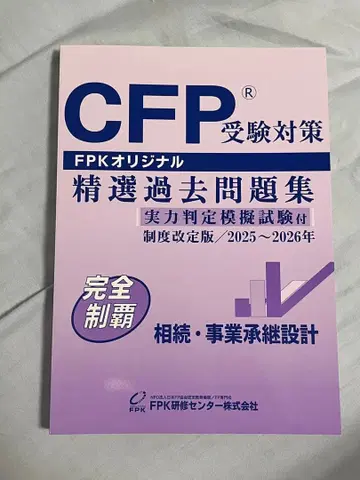 CFP® 受験対策
FPKオリジナル
精選過去問題集
実力判定模擬試験付
制度改定版／2025～2026年
完全
制覇
相続・事業承継設計
FPK
FPK研修センター株式会社